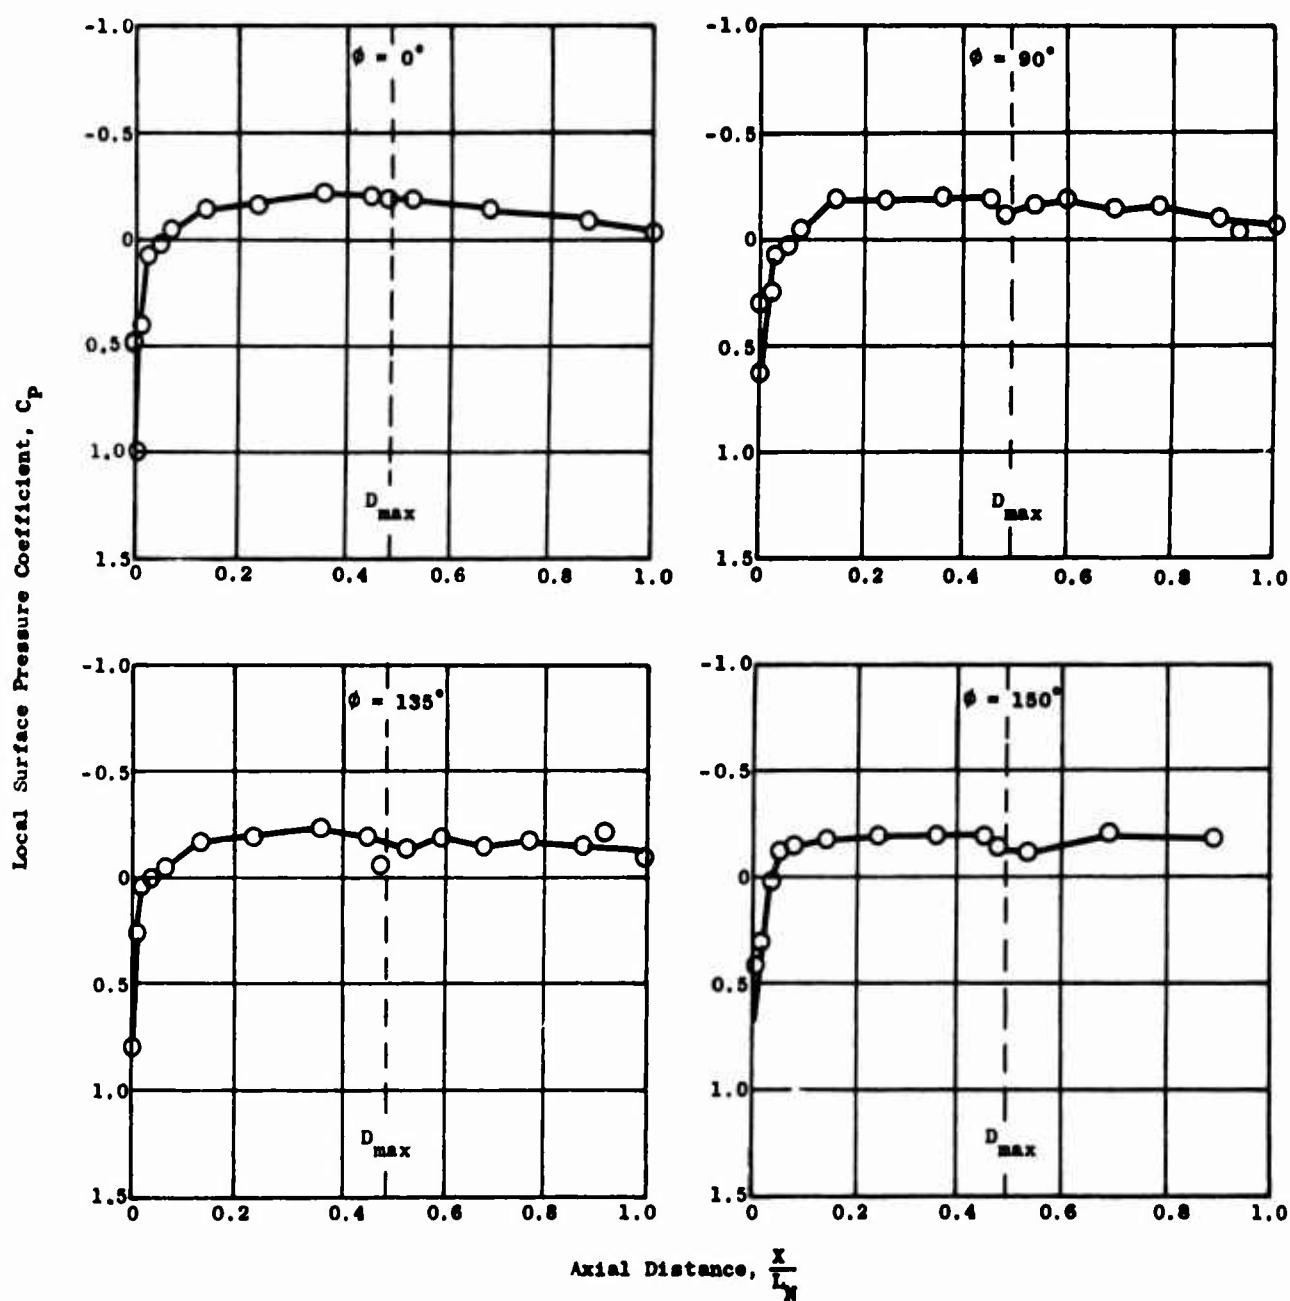 -1.0
ϕ = 0°
-0.5
0
0.5
1.0
D_max
1.5
0 0.2 0.4 0.6 0.8 1.0
-1.0
ϕ = 90°
-0.5
0
0.5
1.0
D_max
1.5
0 0.2 0.4 0.6 0.8 1.0
Local Surface Pressure Coefficient, C_p
-1.0
ϕ = 135°
-0.5
0
0.5
1.0
D_max
1.5
0 0.2 0.4 0.6 0.8 1.0
-1.0
ϕ = 150°
-0.5
0
0.5
1.0
D_max
1.5
0 0.2 0.4 0.6 0.8 1.0
Axial Distance, X/L_N